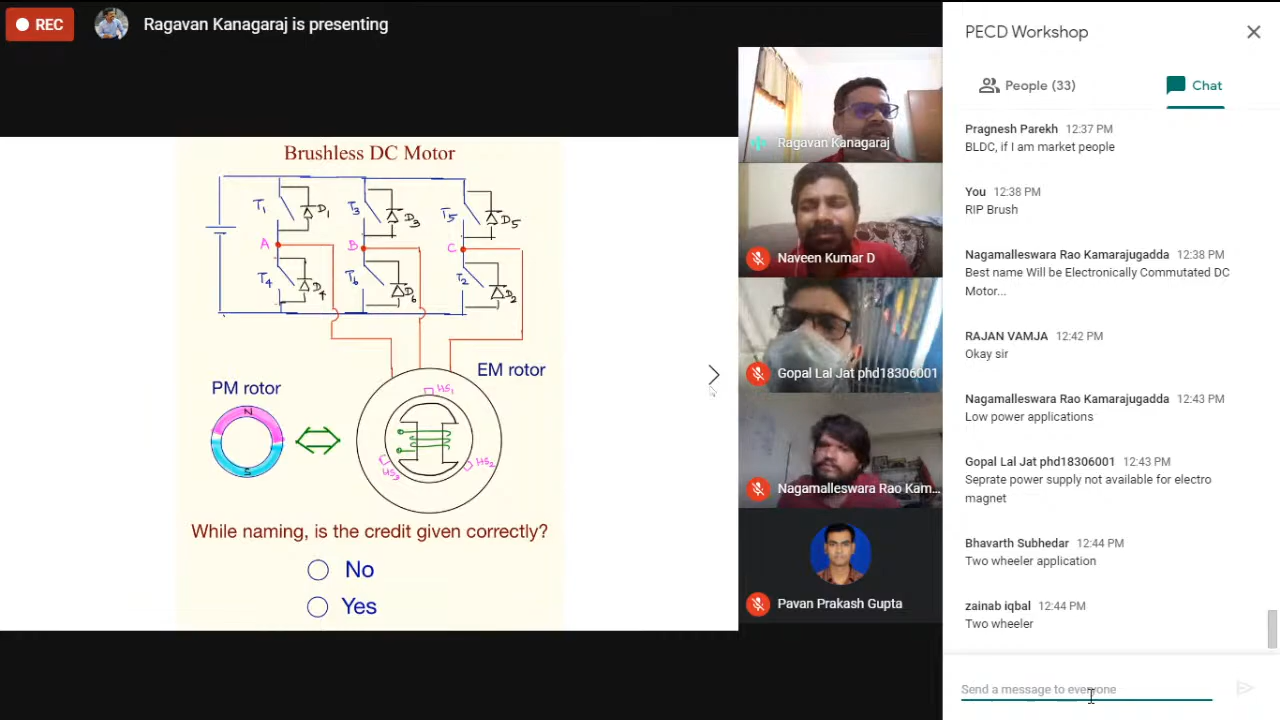 REC
Ragavan Kanagaraj is presenting
Brushless DC Motor
T1
D1
T3
D3
T5
D5
A
B
C
T4
D4
T6
D6
T2
D2
PM rotor
EM rotor
N
S
HS1
HS2
HS3
While naming, is the credit given correctly?
No
Yes
Ragavan Kanagaraj
Naveen Kumar D
Gopal Lal Jat phd18306001
Nagamalleswara Rao Kam...
Pavan Prakash Gupta
PECD Workshop
People (33)
Chat
Pragnesh Parekh 12:37 PM
BLDC, if I am market people
You 12:38 PM
RIP Brush
Nagamalleswara Rao Kamarajugadda 12:38 PM
Best name Will be Electronically Commutated DC
Motor...
RAJAN VAMJA 12:42 PM
Okay sir
Nagamalleswara Rao Kamarajugadda 12:43 PM
Low power applications
Gopal Lal Jat phd18306001 12:43 PM
Seprate power supply not available for electro
magnet
Bhavarth Subhedar 12:44 PM
Two wheeler application
zainab iqbal 12:44 PM
Two wheeler
Send a message to everyone